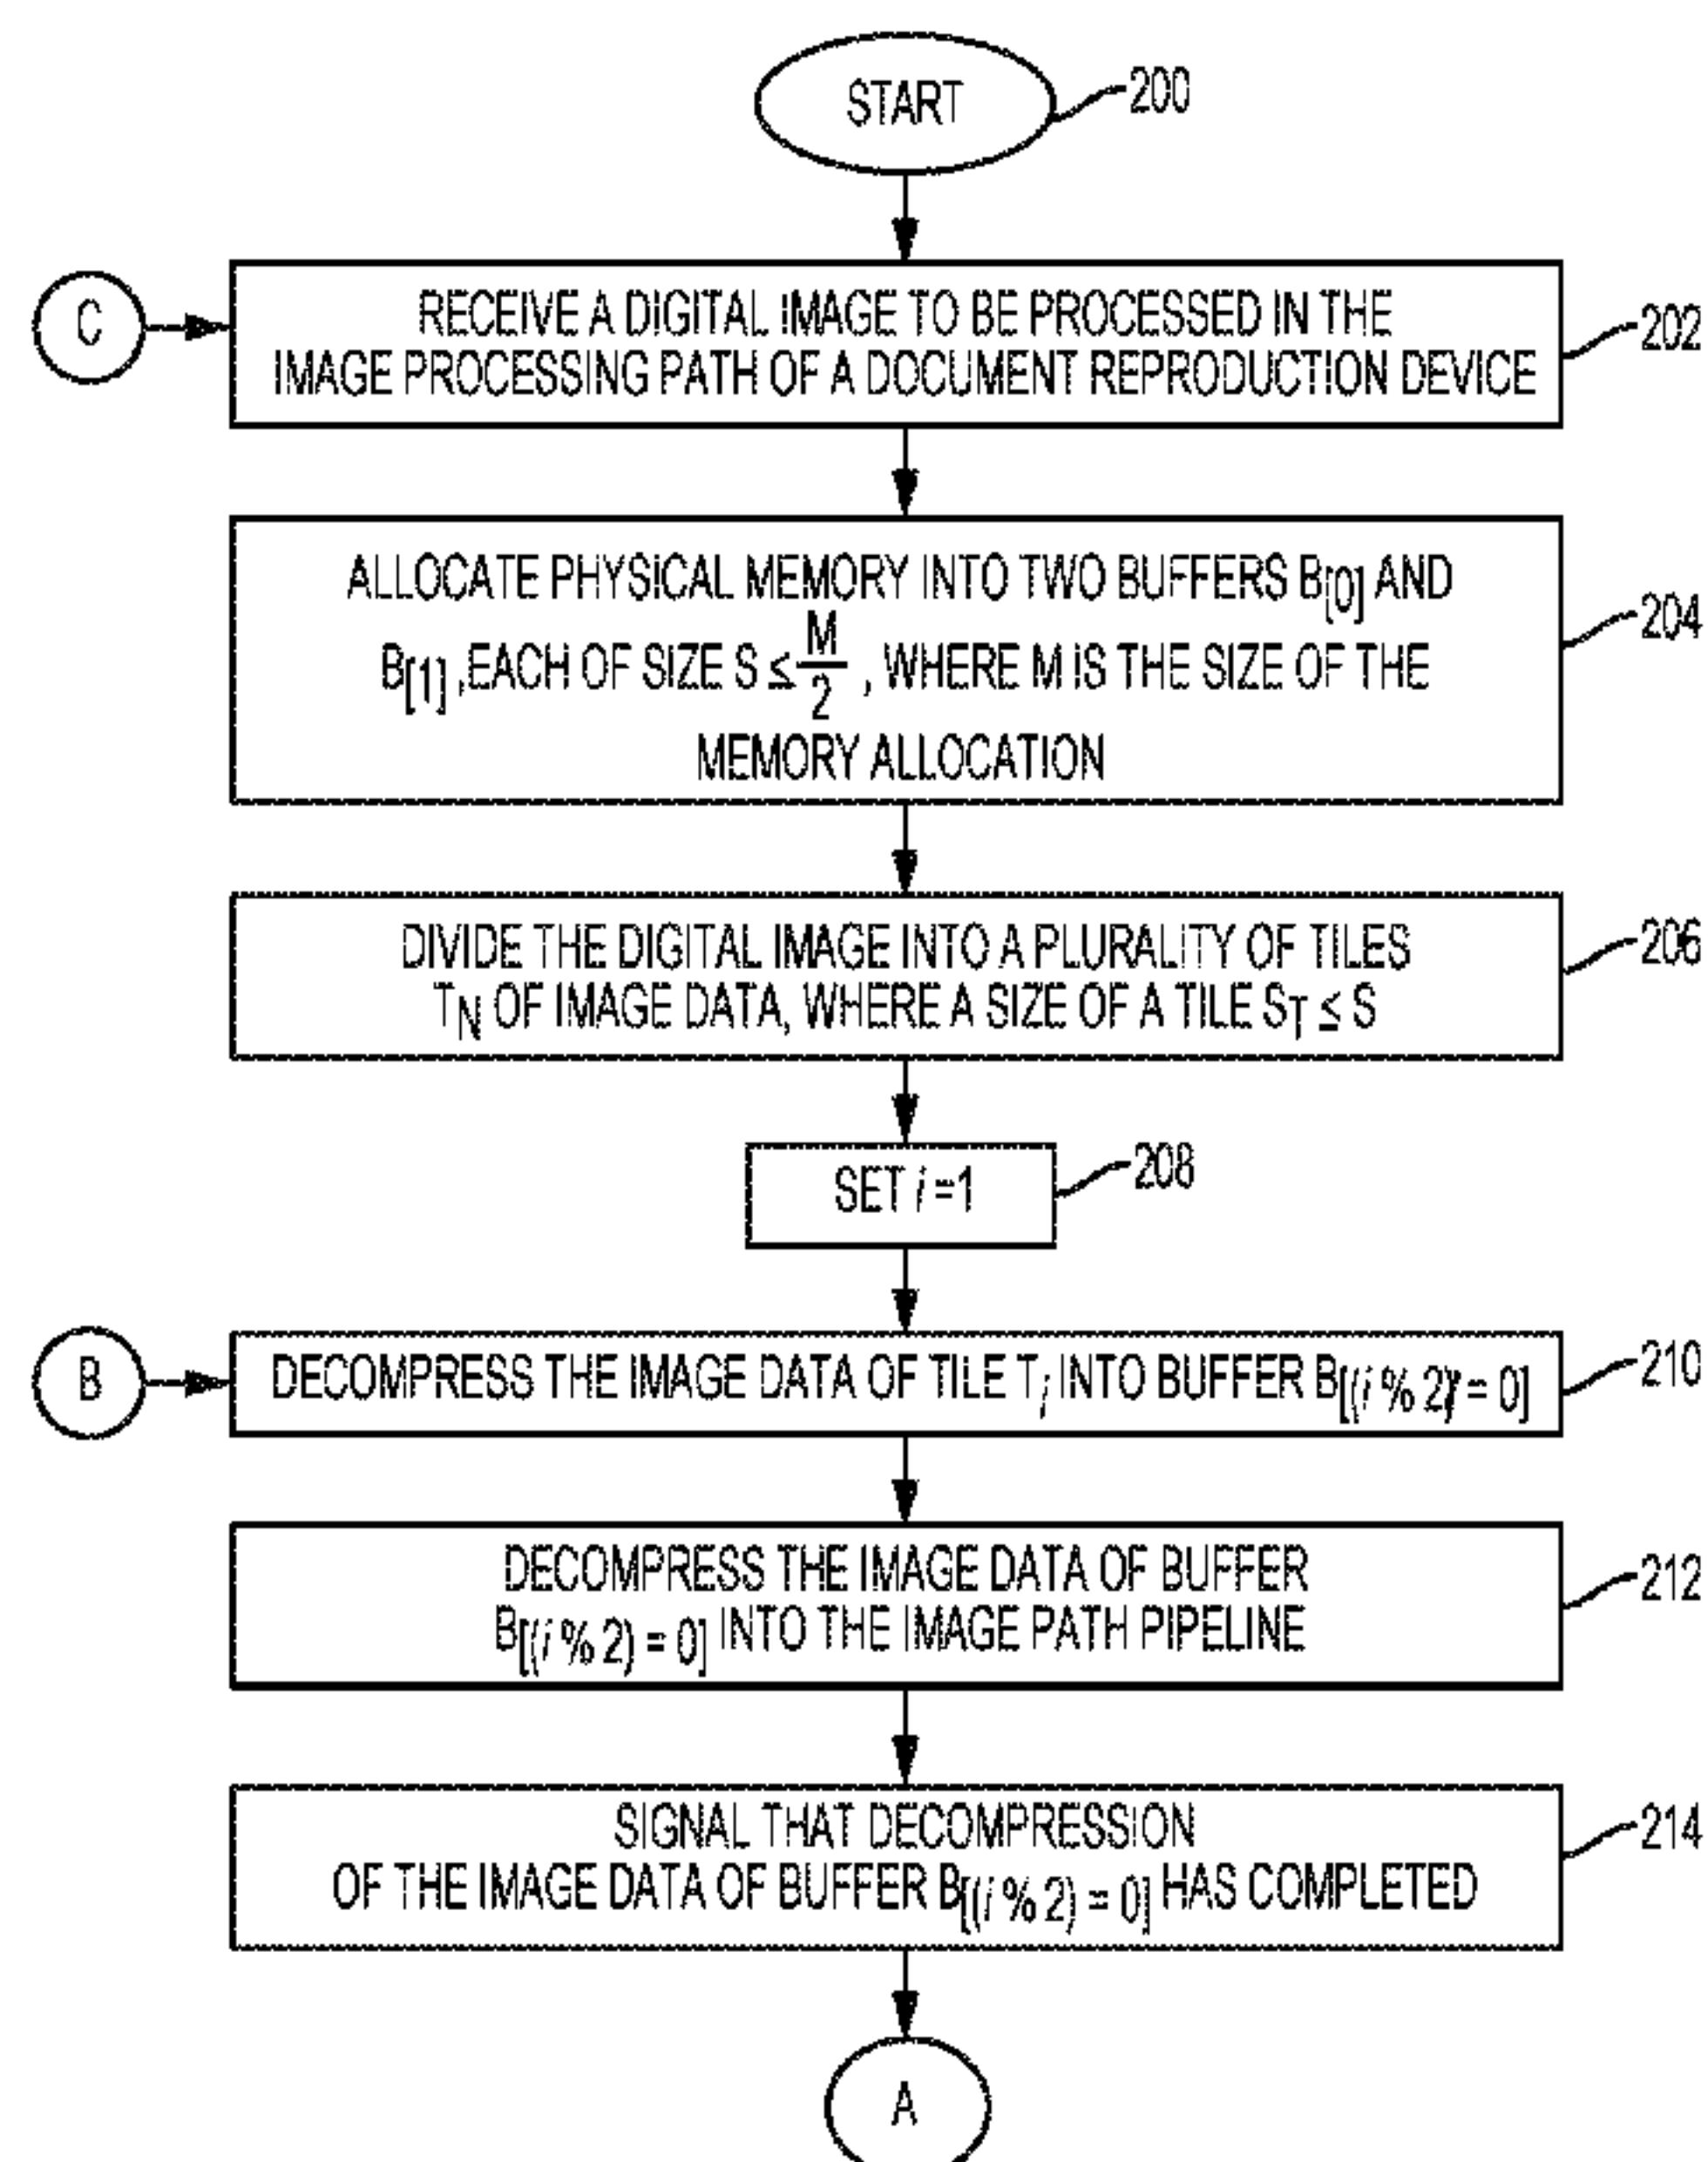 START
200
C
RECEIVE A DIGITAL IMAGE TO BE PROCESSED IN THE
IMAGE PROCESSING PATH OF A DOCUMENT REPRODUCTION DEVICE
202
ALLOCATE PHYSICAL MEMORY INTO TWO BUFFERS B[0] AND
B[1], EACH OF SIZE S ≤ M/2, WHERE M IS THE SIZE OF THE
MEMORY ALLOCATION
204
DIVIDE THE DIGITAL IMAGE INTO A PLURALITY OF TILES
TN OF IMAGE DATA, WHERE A SIZE OF A TILE ST ≤ S
206
SET i =1
208
B
DECOMPRESS THE IMAGE DATA OF TILE Ti INTO BUFFER B[(i % 2) = 0]
210
DECOMPRESS THE IMAGE DATA OF BUFFER
B[(i % 2) = 0] INTO THE IMAGE PATH PIPELINE
212
SIGNAL THAT DECOMPRESSION
OF THE IMAGE DATA OF BUFFER B[(i % 2) = 0] HAS COMPLETED
214
A